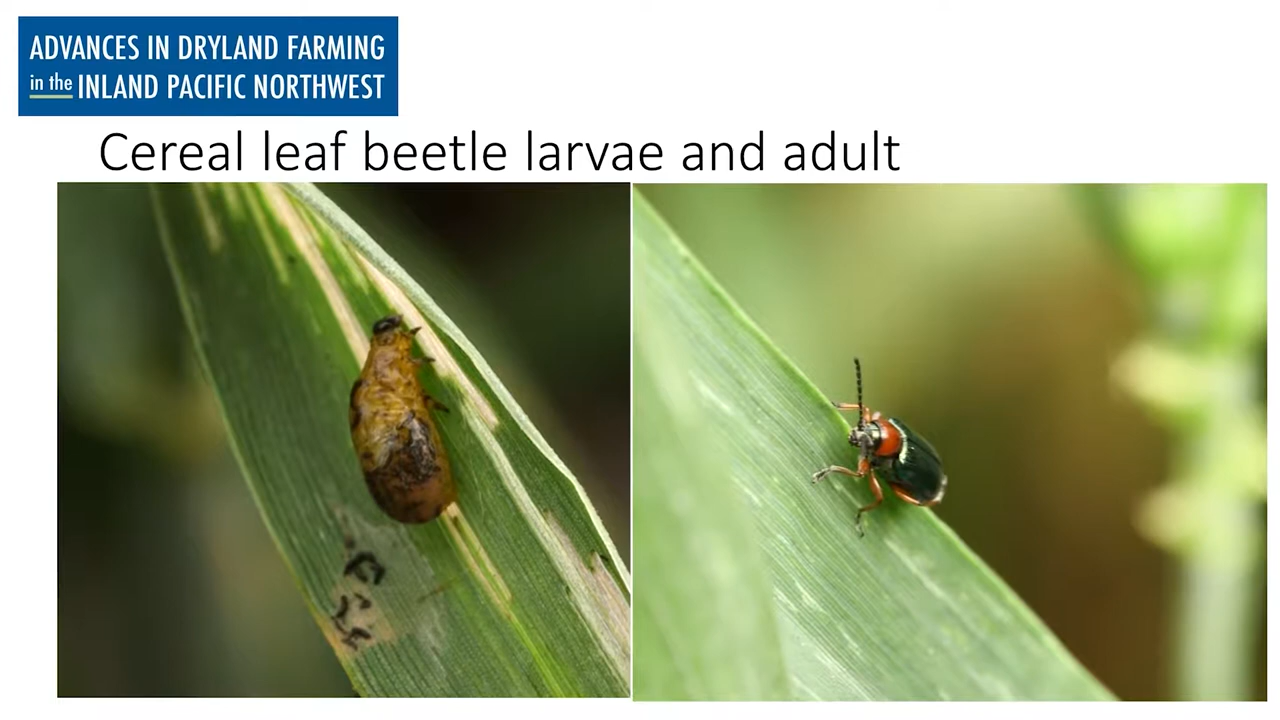 ADVANCES IN DRYLAND FARMING
in the INLAND PACIFIC NORTHWEST
Cereal leaf beetle larvae and adult